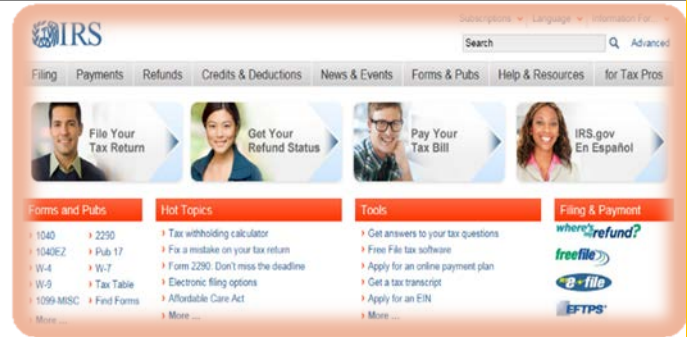 Subscriptions Language Information For...
IRS
Search Advanced
Filing Payments Refunds Credits & Deductions News & Events Forms & Pubs Help & Resources for Tax Pros
File Your
Tax Return
Get Your
Refund Status
Pay Your
Tax Bill
IRS.gov
En Español
Forms and Pubs
1040
1040EZ
W-4
W-9
1099-MISC
More ...
2290
Pub 17
W-7
Tax Table
Find Forms
Hot Topics
Tax withholding calculator
Fix a mistake on your tax return
Form 2290: Don't miss the deadline
Electronic filing options
Affordable Care Act
More ...
Tools
Get answers to your tax questions
Free File tax software
Apply for an online payment plan
Get a tax transcript
Apply for an EIN
More ...
Filing & Payment
where's my refund?
freefile
e-file
EFTPS